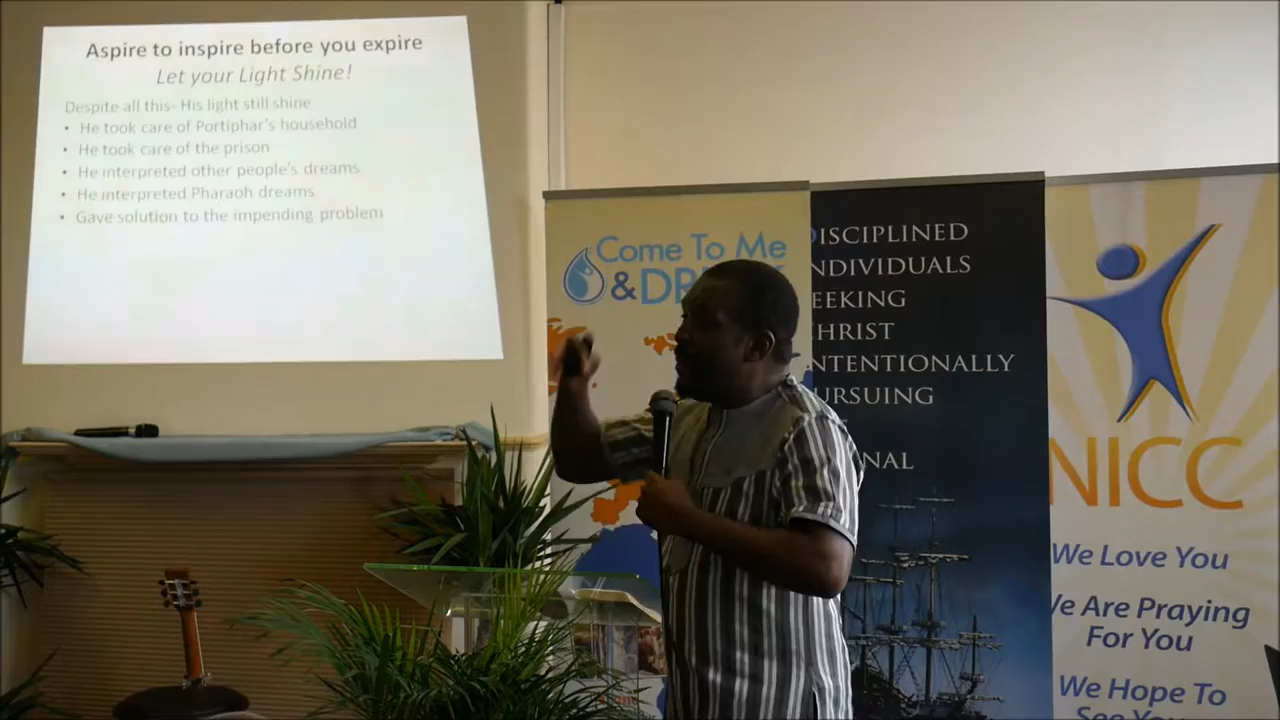 Aspire to inspire before you expire
Let your Light Shine!
Despite all this- His light still shine
• He took care of Portiphar's household
• He took care of the prison
• He interpreted other people's dreams
• He interpreted Pharaoh dreams
• Gave solution to the impending problem
Come To Me
&
ISCIPLINED
NDIVIDUALS
EEKING
HRIST
NTENTIONALLY
URSUING
NAL
NICC
We Love You
We Are Praying
For You
We Hope To
See You